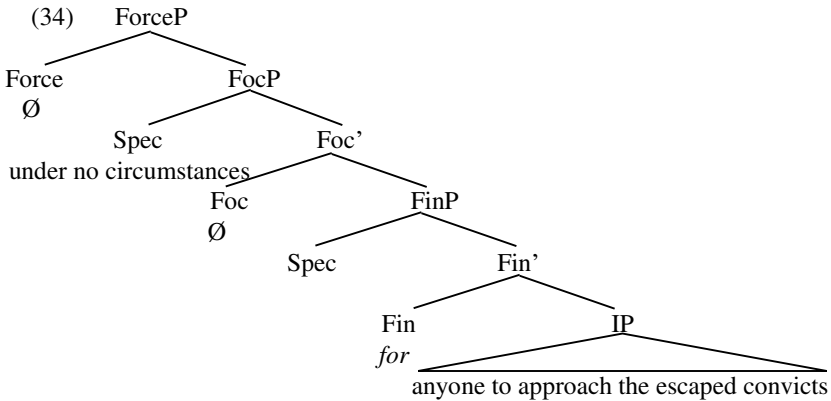 (34) ForceP
Force FocP
Ø
Spec Foc’
under no circumstances
Foc FinP
Ø
Spec Fin’
Fin IP
for
anyone to approach the escaped convicts